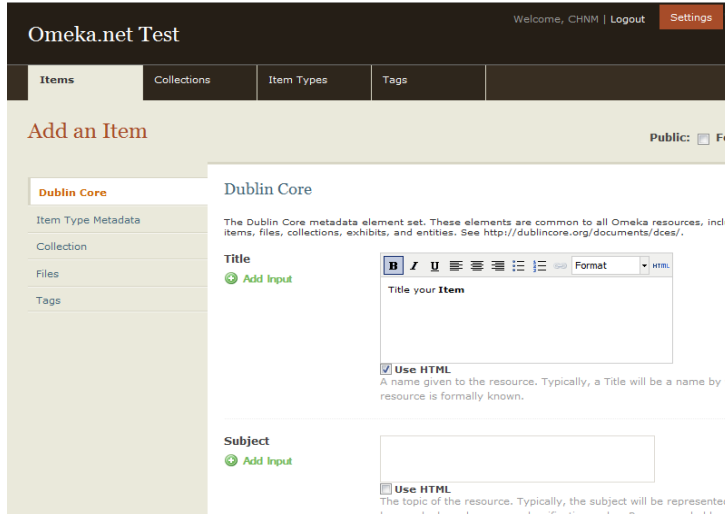 Omeka.net Test
Welcome, CHNM | Logout
Settings
Items
Collections
Item Types
Tags
Add an Item
Public:
Dublin Core
Item Type Metadata
Collection
Files
Tags
Dublin Core
The Dublin Core metadata element set. These elements are common to all Omeka resources,
items, files, collections, exhibits, and entities. See http://dublincore.org/documents/dces/.
Title
Add Input
B I U Format HTML
Title your Item
Use HTML
A name given to the resource. Typically, a Title will be a name by
resource is formally known.
Subject
Add Input
Use HTML
The topic of the resource. Typically, the subject will be represented